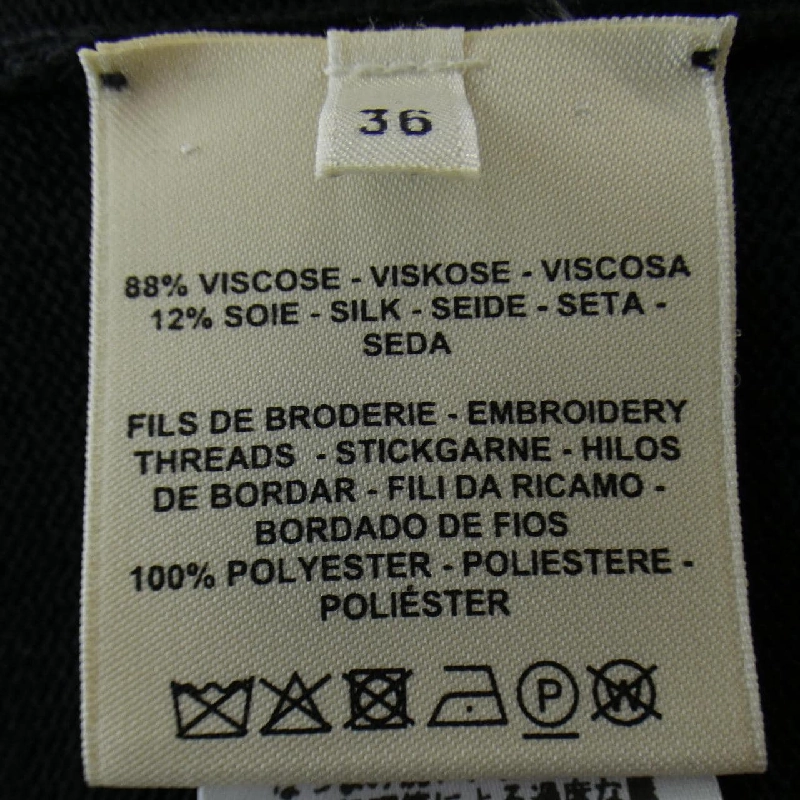 36
88% VISCOSE - VISKOSE - VISCOSA
12% SOIE - SILK - SEIDE - SETA -
SEDA
FILS DE BRODERIE - EMBROIDERY
THREADS - STICKGARNE - HILOS
DE BORDAR - FILI DA RICAMO -
BORDADO DE FIOS
100% POLYESTER - POLIESTERE -
POLIÉSTER
P
W